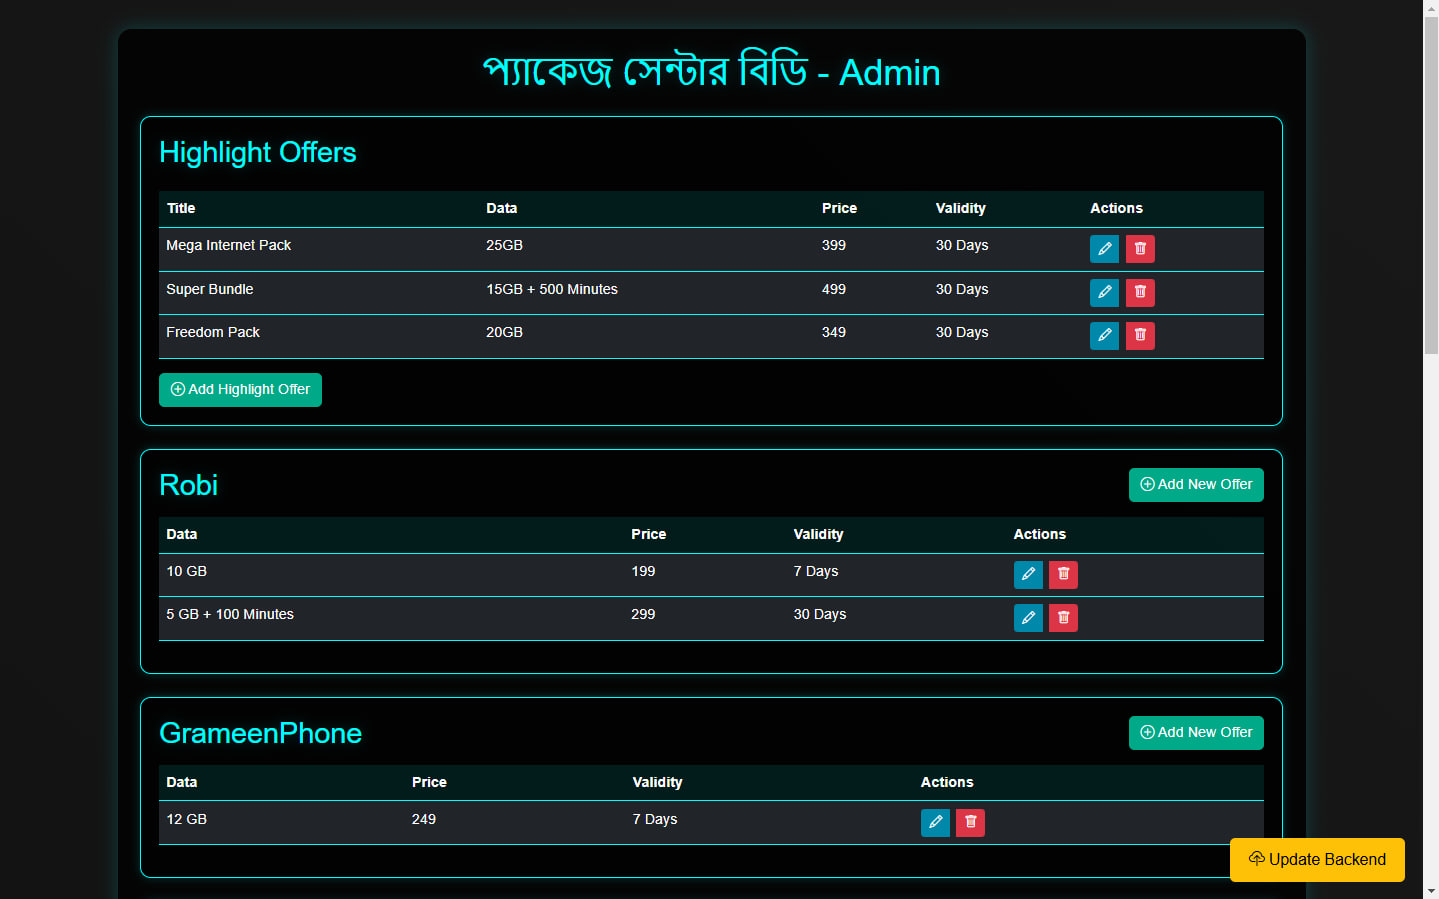 প্যাকেজ সেন্টার বিডি - Admin
Highlight Offers
Title Data Price Validity Actions
Mega Internet Pack 25GB 399 30 Days
Super Bundle 15GB + 500 Minutes 499 30 Days
Freedom Pack 20GB 349 30 Days
Add Highlight Offer
Robi Add New Offer
Data Price Validity Actions
10 GB 199 7 Days
5 GB + 100 Minutes 299 30 Days
GrameenPhone Add New Offer
Data Price Validity Actions
12 GB 249 7 Days
Update Backend